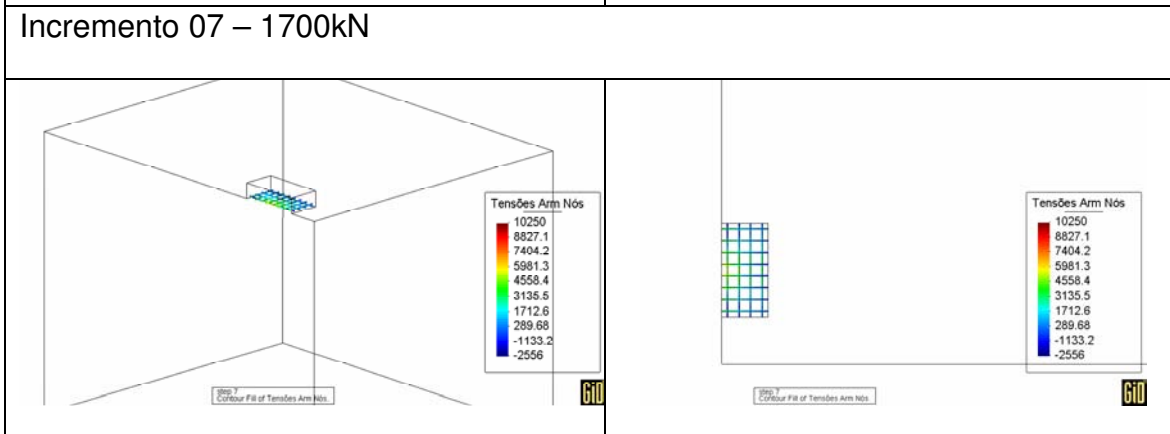 Incremento 07 – 1700kN
Tensões Arm Nós
10250
8827.1
7404.2
5981.3
4558.4
3135.5
1712.6
289.68
-1133.2
-2556
step 7
Contour Fill of Tensões Arm Nós.
GiD
Tensões Arm Nós
10250
8827.1
7404.2
5981.3
4558.4
3135.5
1712.6
289.68
-1133.2
-2556
step 7
Contour Fill of Tensões Arm Nós.
GiD